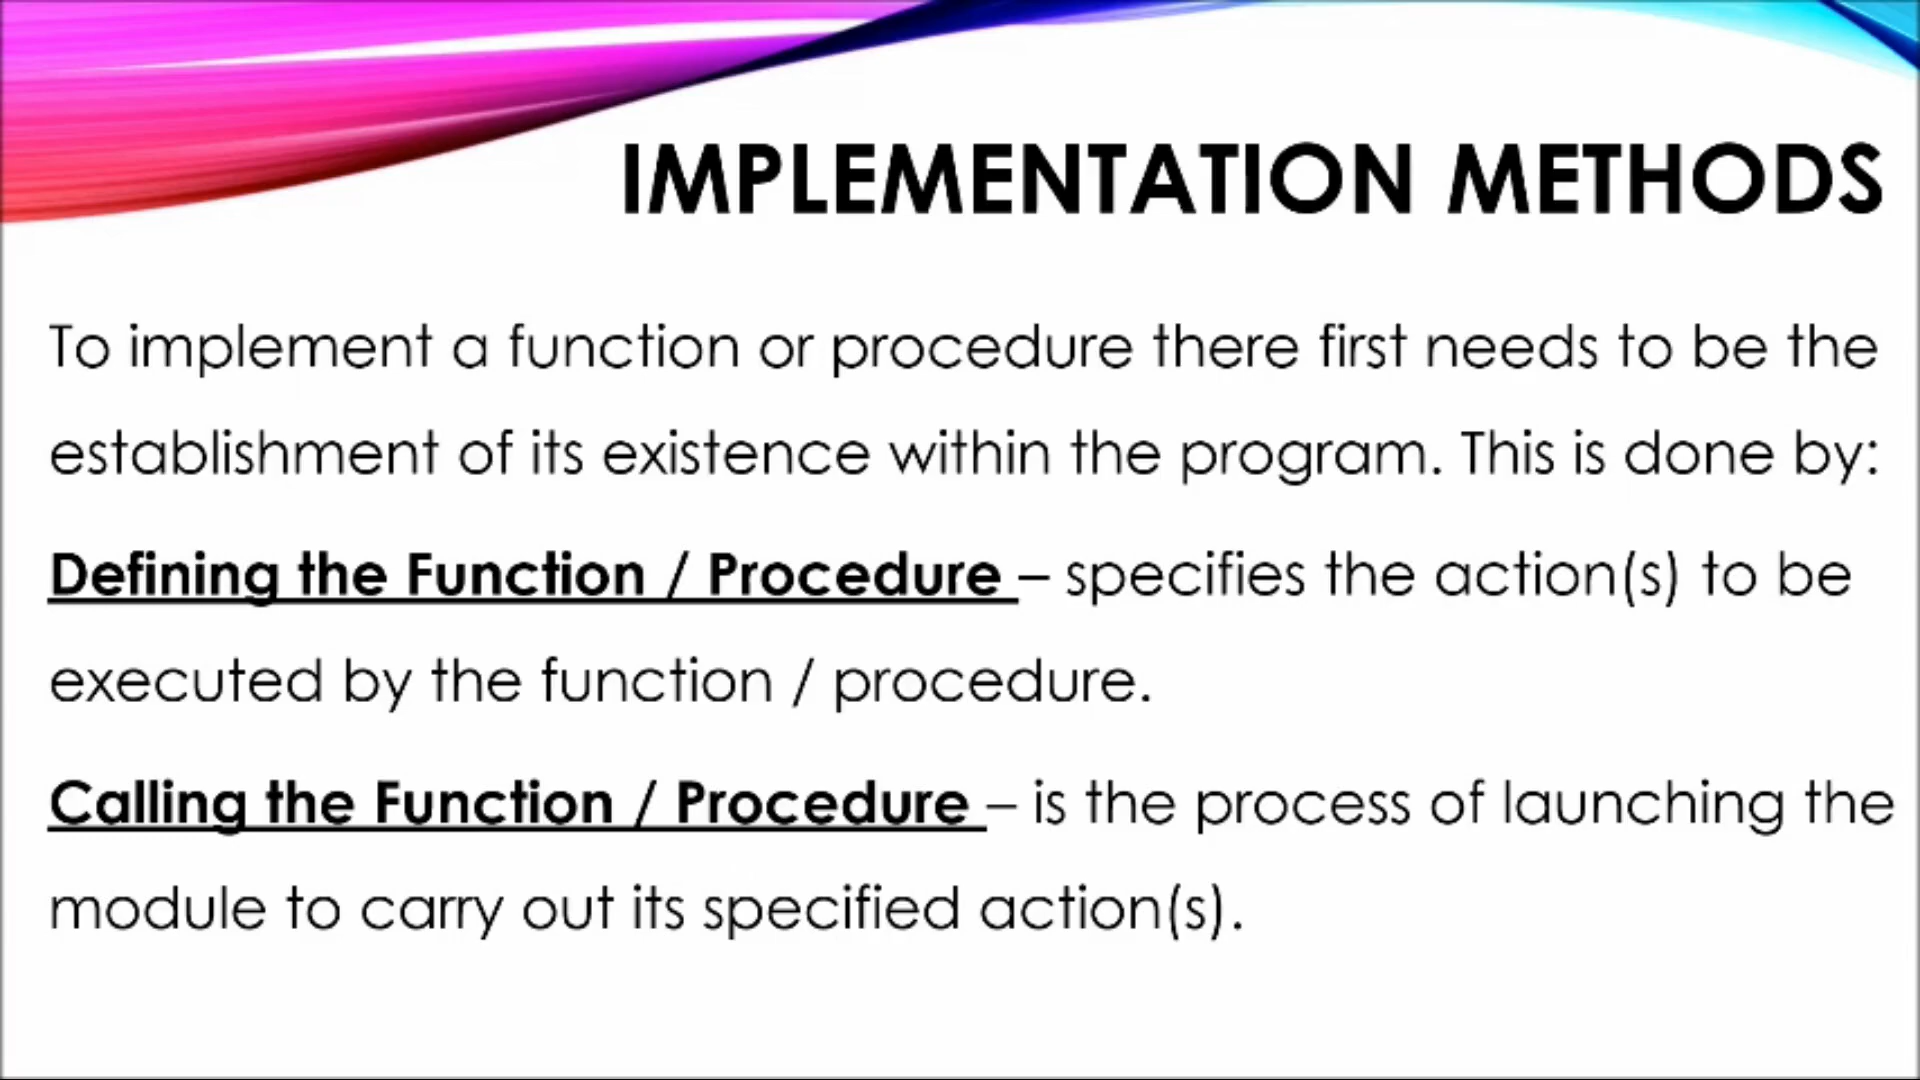 IMPLEMENTATION METHODS
To implement a function or procedure there first needs to be the
establishment of its existence within the program. This is done by:
Defining the Function / Procedure – specifies the action(s) to be
executed by the function / procedure.
Calling the Function / Procedure – is the process of launching the
module to carry out its specified action(s).